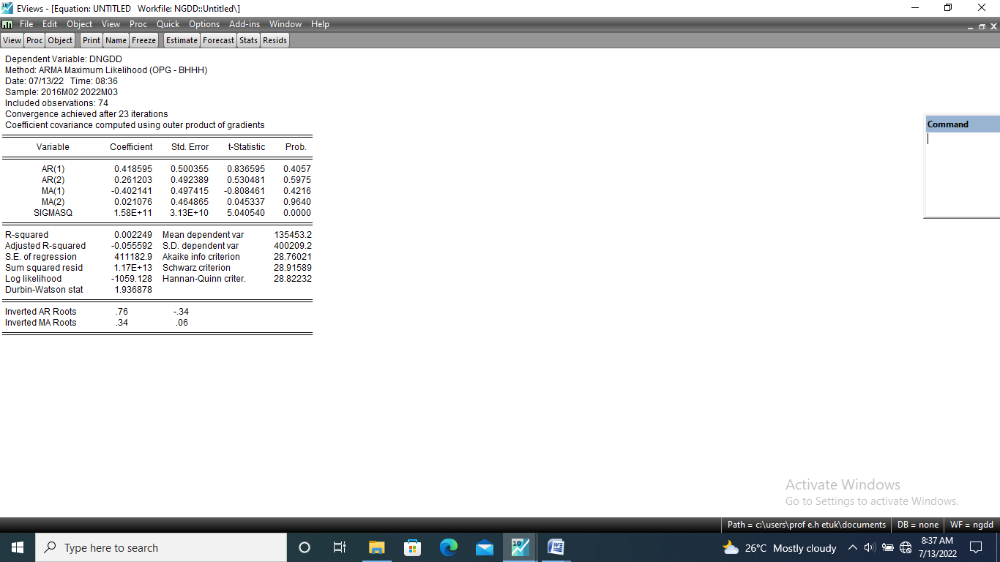 EViews - [Equation: UNTITLED   Workfile: NGDD::Untitled\]
File Edit Object View Proc Quick Options Add-ins Window Help
View Proc Object Print Name Freeze Estimate Forecast Stats Resids
Dependent Variable: DNGDD
Method: ARMA Maximum Likelihood (OPG - BHHH)
Date: 07/13/22   Time: 08:36
Sample: 2016M02 2022M03
Included observations: 74
Convergence achieved after 23 iterations
Coefficient covariance computed using outer product of gradients
Variable Coefficient Std. Error t-Statistic Prob.
AR(1) 0.418595 0.500355 0.836595 0.4057
AR(2) 0.261203 0.492389 0.530481 0.5975
MA(1) -0.402141 0.497415 -0.808461 0.4216
MA(2) 0.021076 0.464865 0.045337 0.9640
SIGMASQ 1.58E+11 3.13E+10 5.040540 0.0000
R-squared 0.002249 Mean dependent var 135453.2
Adjusted R-squared -0.055592 S.D. dependent var 400209.2
S.E. of regression 411182.9 Akaike info criterion 28.76021
Sum squared resid 1.17E+13 Schwarz criterion 28.91589
Log likelihood -1059.128 Hannan-Quinn criter. 28.82232
Durbin-Watson stat 1.936878
Inverted AR Roots .76 -.34
Inverted MA Roots .34 .06
Command
Activate Windows
Go to Settings to activate Windows.
Path = c:\users\prof e.h etuk\documents DB = none WF = ngdd
Type here to search
10
26°C Mostly cloudy
8:37 AM
7/13/2022